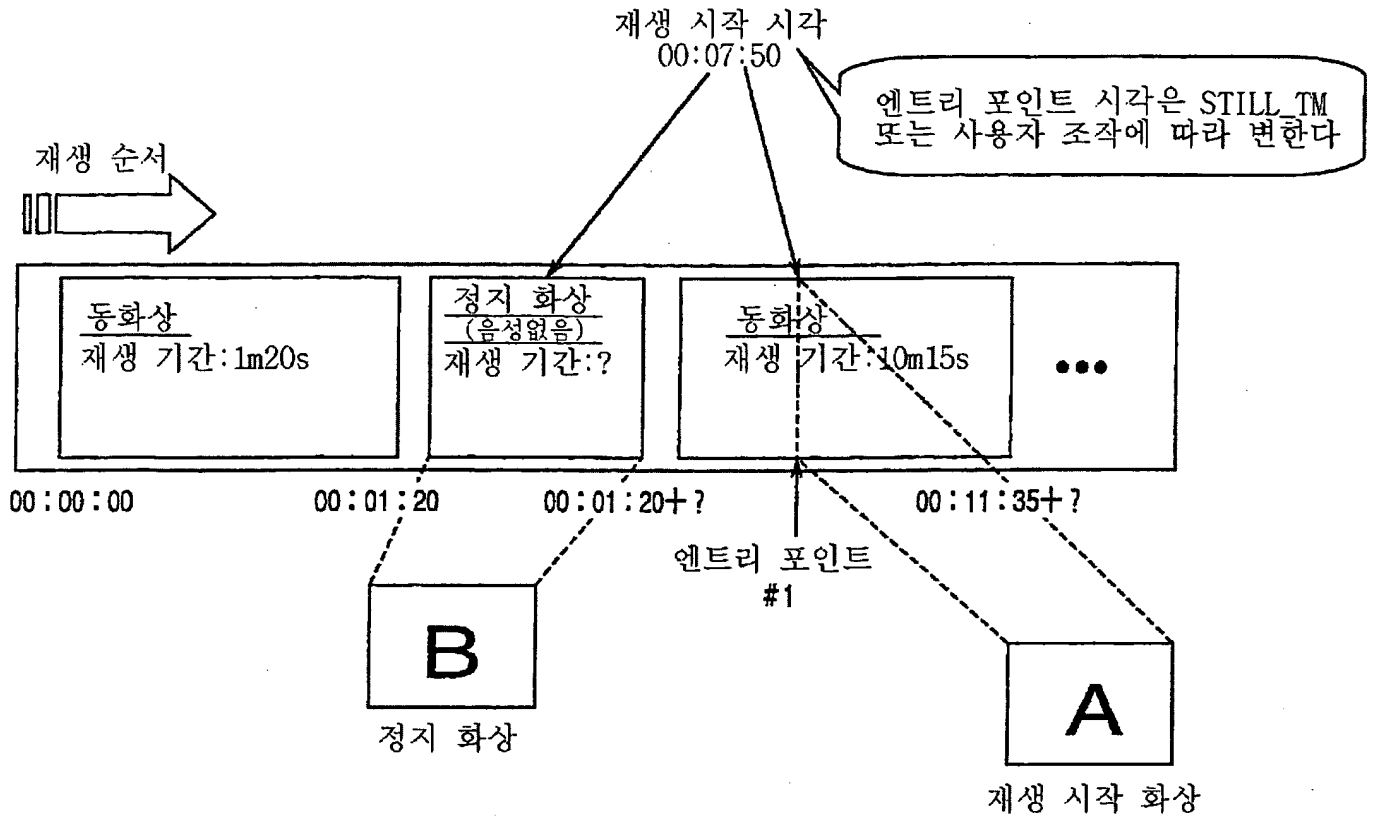 재생 시작 시각
00:07:50
엔트리 포인트 시각은 STILL_TM
또는 사용자 조작에 따라 변한다
재생 순서
동화상
재생 기간:1m20s
정지 화상
(음성없음)
재생 기간:?
동화상
재생 기간:10m15s
•••
00:00:00
00:01:20
00:01:20+?
00:11:35+?
엔트리 포인트
#1
B
정지 화상
A
재생 시작 화상